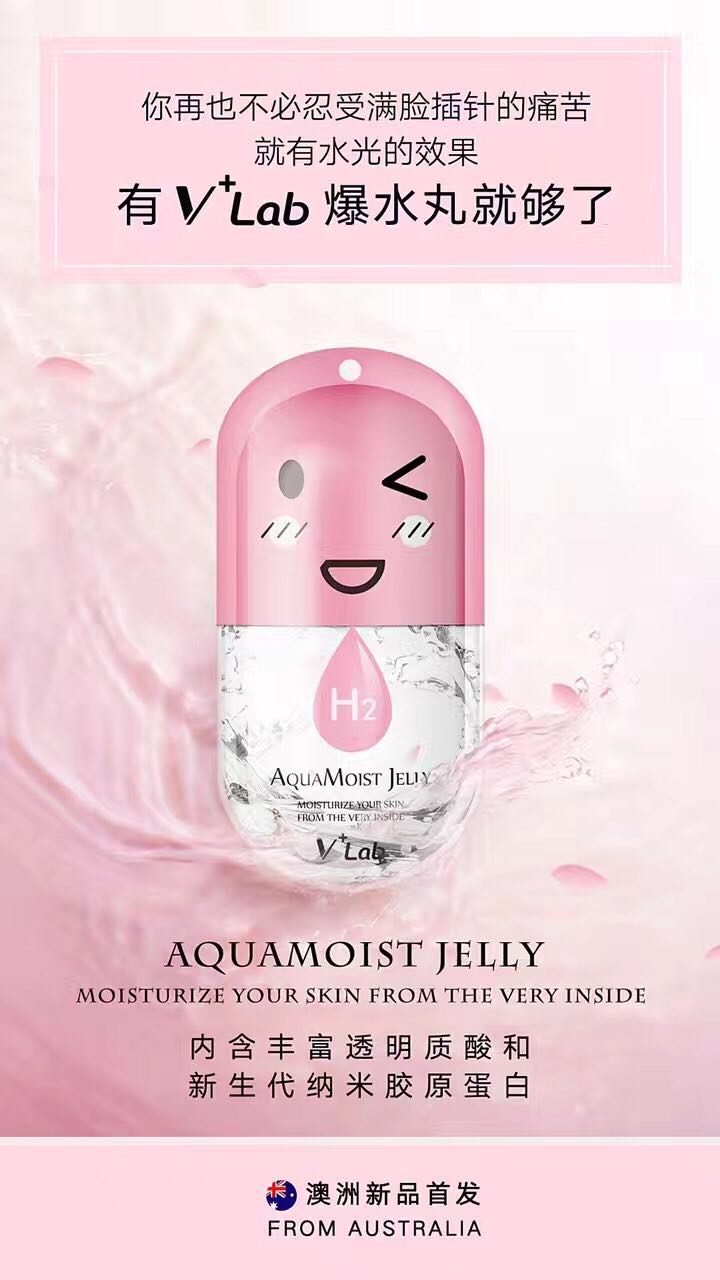 你再也不必忍受满脸插针的痛苦
就有水光的效果
有 V+Lab 爆水丸就够了
H2
AQUAMOIST JELLY
MOISTURIZE YOUR SKIN
FROM THE VERY INSIDE
V+Lab
AQUAMOIST JELLY
MOISTURIZE YOUR SKIN FROM THE VERY INSIDE
内含丰富透明质酸和
新生代纳米胶原蛋白
澳洲新品首发
FROM AUSTRALIA